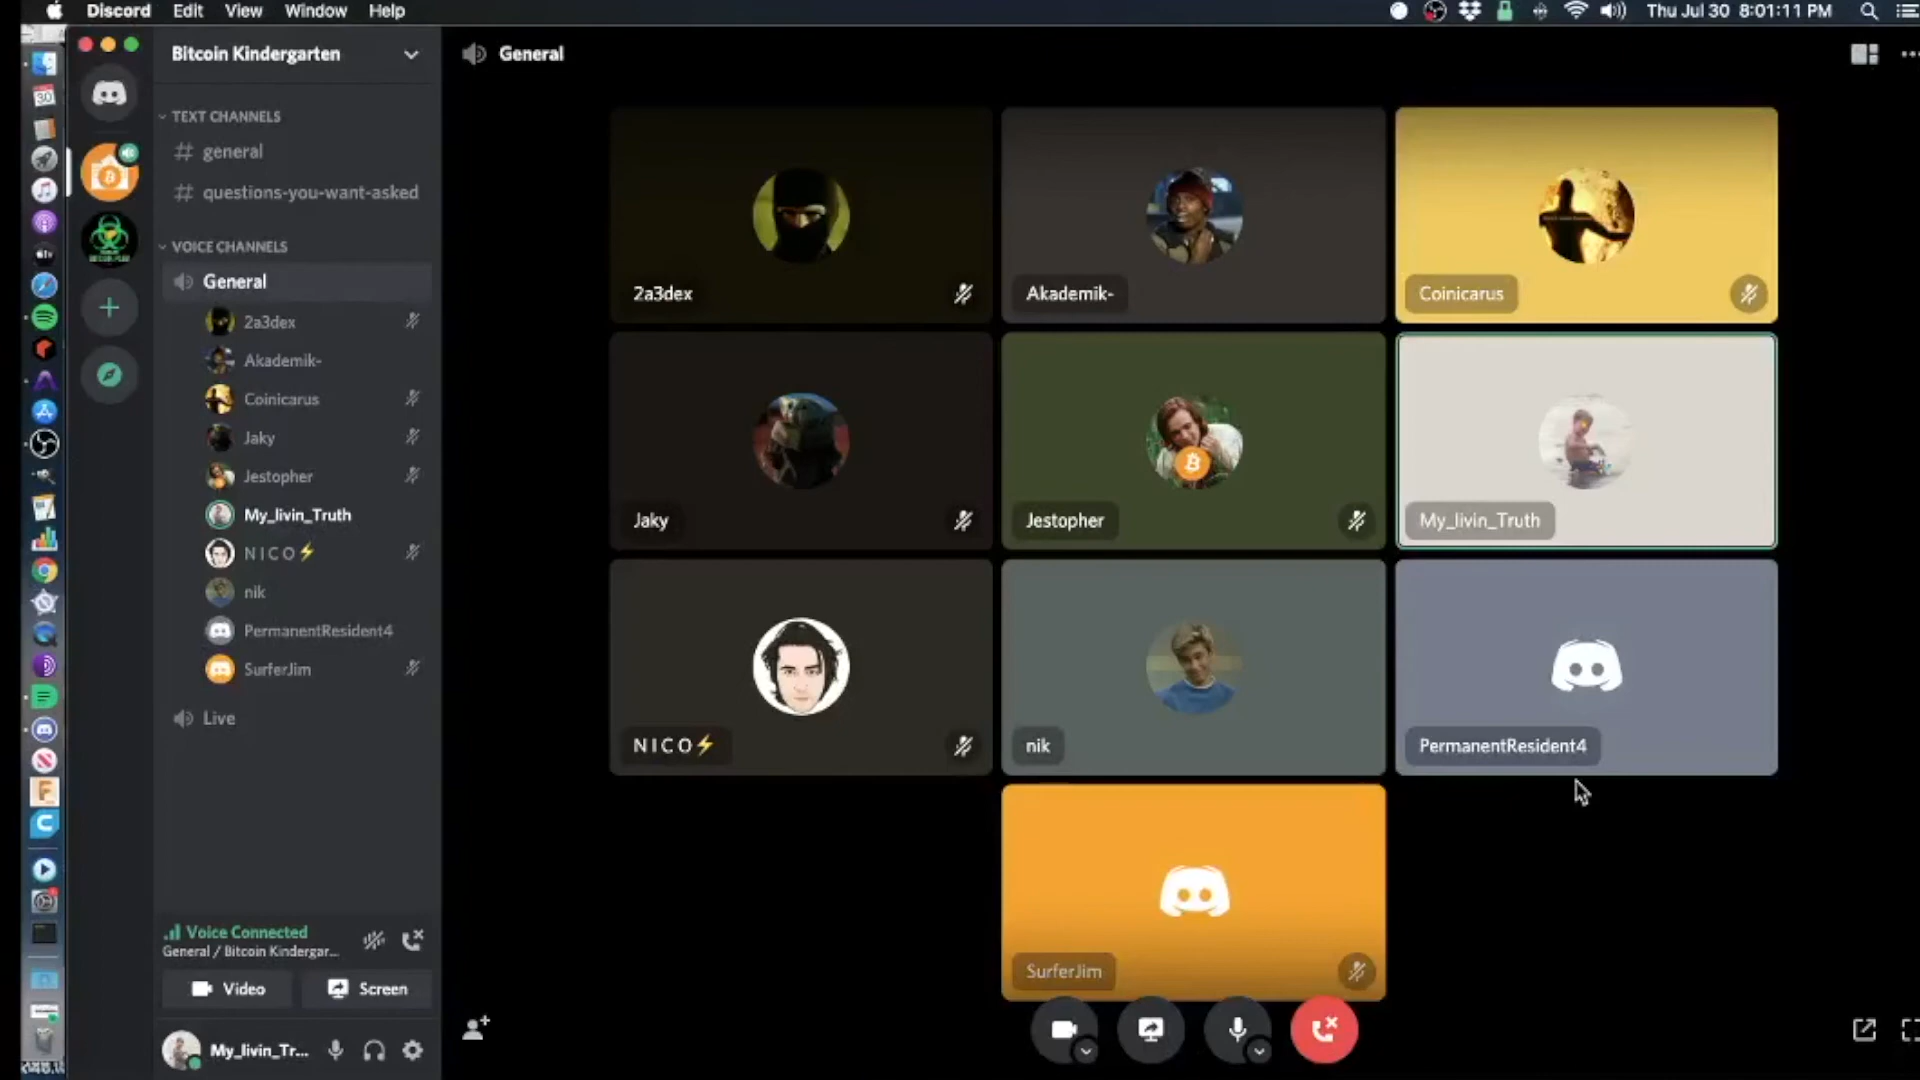 Discord Edit View Window Help
Thu Jul 30 8:01:11 PM
Bitcoin Kindergarten
General
TEXT CHANNELS
# general
# questions-you-want-asked
VOICE CHANNELS
General
2a3dex
Akademik-
Coinicarus
Jaky
Jestopher
My_livin_Truth
N I C O⚡
nik
PermanentResident4
SurferJim
Live
2a3dex
Akademik-
Coinicarus
Jaky
Jestopher
My_livin_Truth
N I C O⚡
nik
PermanentResident4
SurferJim
Voice Connected
General / Bitcoin Kindergar...
Video
Screen
My_livin_Tr...